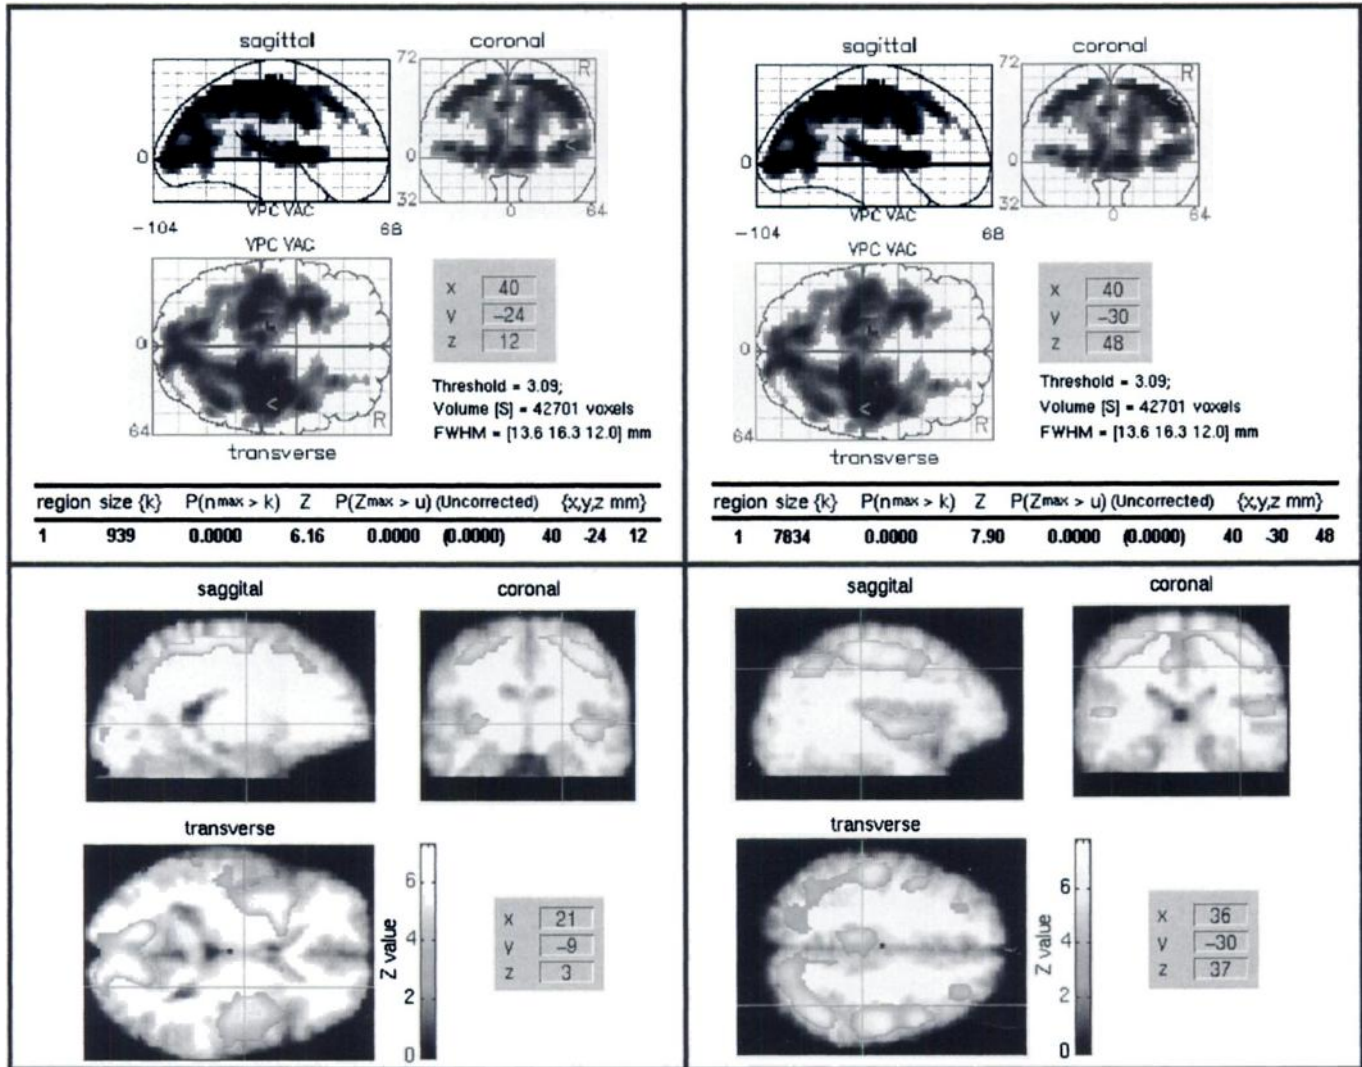 sagittal coronal
72
R
0 0
32
VPC VAC 0 64
-104 68
VPC VAC
x 40
y -24
z 12
0
Threshold = 3.09;
Volume [S] = 42701 voxels
R
FWHM = [13.6 16.3 12.0] mm
64
transverse
region size {k} P(nmax > k) Z P(Zmax > u) (Uncorrected) {x,y,z mm}
1 939 0.0000 6.16 0.0000 (0.0000) 40 -24 12
sagittal coronal
72
R
0 0
32
VPC VAC 0 64
-104 68
VPC VAC
x 40
y -30
z 48
0
Threshold = 3.09;
Volume [S] = 42701 voxels
R
FWHM = [13.6 16.3 12.0] mm
64
transverse
region size {k} P(nmax > k) Z P(Zmax > u) (Uncorrected) {x,y,z mm}
1 7834 0.0000 7.90 0.0000 (0.0000) 40 -30 48
saggital coronal
transverse
6
4
2
0
Z value
x 21
y -9
z 3
saggital coronal
transverse
6
4
2
0
Z value
x 36
y -30
z 37